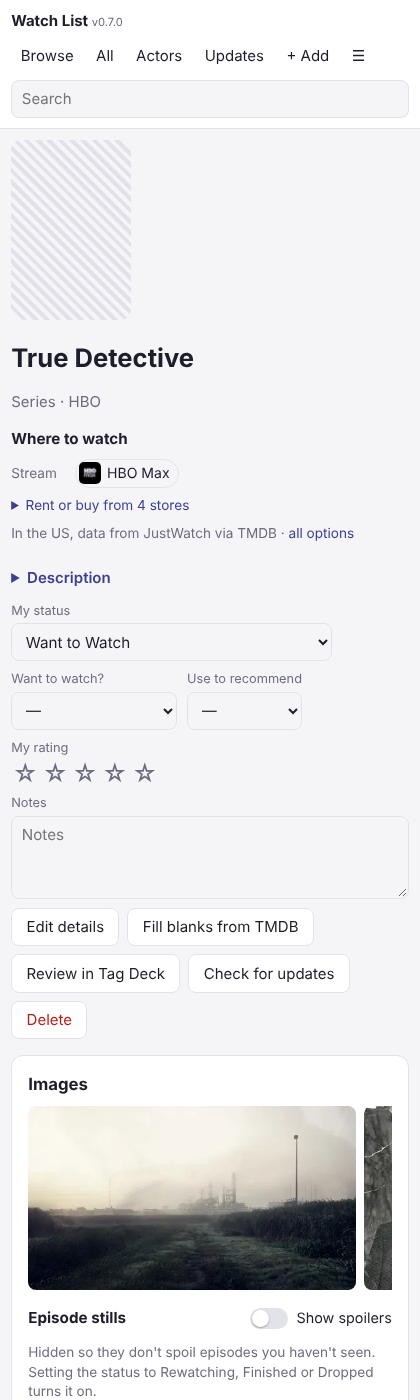 Watch List v0.7.0
Browse All Actors Updates + Add ☰
Search
True Detective
Series · HBO
Where to watch
Stream HBO Max
▶ Rent or buy from 4 stores
In the US, data from JustWatch via TMDB · all options
▶ Description
My status
Want to Watch
Want to watch? Use to recommend
— —
My rating
☆ ☆ ☆ ☆ ☆
Notes
Notes
Edit details Fill blanks from TMDB
Review in Tag Deck Check for updates
Delete
Images
Episode stills Show spoilers
Hidden so they don't spoil episodes you haven't seen.
Setting the status to Rewatching, Finished or Dropped
turns it on.